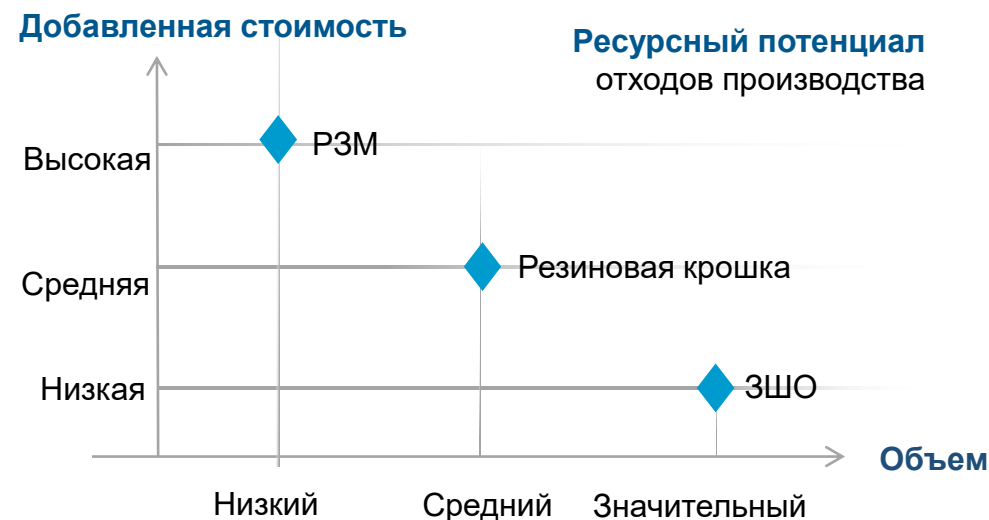 Добавленная стоимость
Ресурсный потенциал
отходов производства
Высокая
РЗМ
Средняя
Резиновая крошка
Низкая
ЗШО
Объем
Низкий
Средний
Значительный